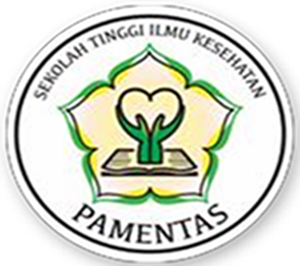 SEKOLAH TINGGI ILMU KESEHATAN
PAMENTAS